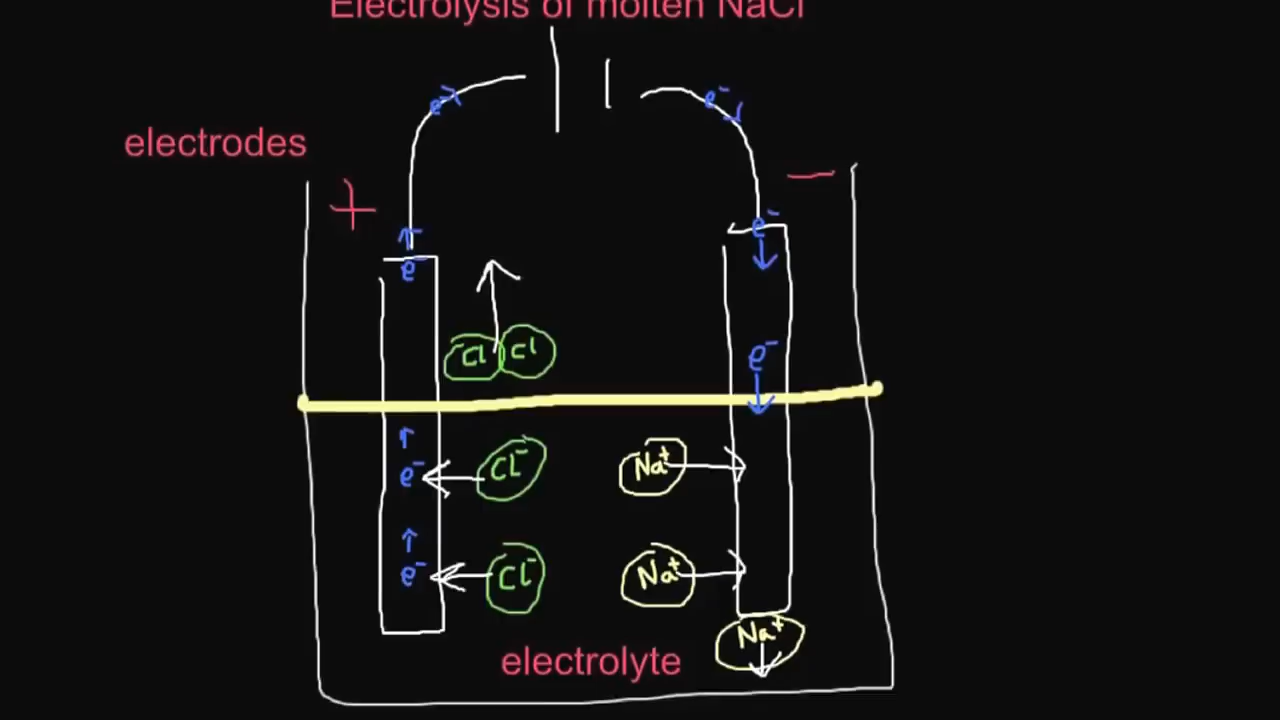 Electrolysis of molten NaCl
e⁻ e⁻
electrodes
+ −
e⁻
e⁻
Cl Cl
e⁻
e⁻ Cl⁻ Na⁺
e⁻ Cl⁻ Na⁺
Na⁺
electrolyte